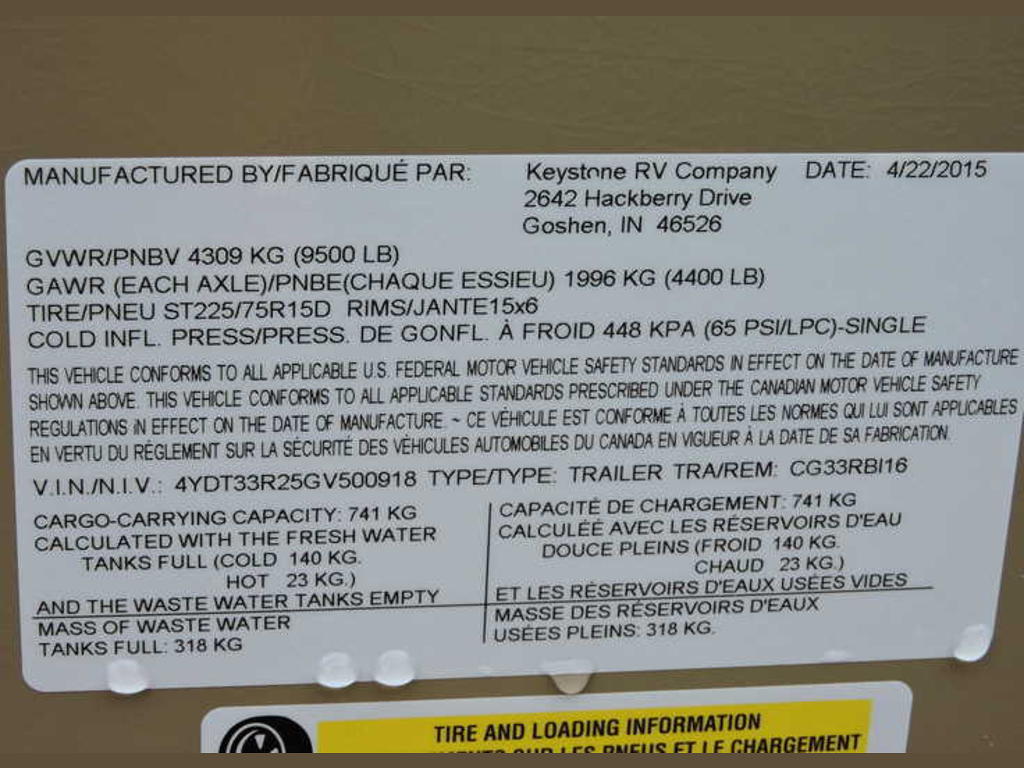 MANUFACTURED BY/FABRIQUÉ PAR: Keystone RV Company DATE: 4/22/2015
2642 Hackberry Drive
Goshen, IN 46526
GVWR/PNBV 4309 KG (9500 LB)
GAWR (EACH AXLE)/PNBE(CHAQUE ESSIEU) 1996 KG (4400 LB)
TIRE/PNEU ST225/75R15D RIMS/JANTE15x6
COLD INFL. PRESS/PRESS. DE GONFL. À FROID 448 KPA (65 PSI/LPC)-SINGLE
THIS VEHICLE CONFORMS TO ALL APPLICABLE U.S. FEDERAL MOTOR VEHICLE SAFETY STANDARDS IN EFFECT ON THE DATE OF MANUFACTURE
SHOWN ABOVE. THIS VEHICLE CONFORMS TO ALL APPLICABLE STANDARDS PRESCRIBED UNDER THE CANADIAN MOTOR VEHICLE SAFETY
REGULATIONS IN EFFECT ON THE DATE OF MANUFACTURE. ~ CE VÉHICULE EST CONFORME À TOUTES LES NORMES QUI LUI SONT APPLICABLES
EN VERTU DU RÉGLEMENT SUR LA SÉCURITÉ DES VÉHICULES AUTOMOBILES DU CANADA EN VIGUEUR À LA DATE DE SA FABRICATION.
V.I.N./N.I.V.: 4YDT33R25GV500918 TYPE/TYPE: TRAILER TRA/REM: CG33RBI16
CARGO-CARRYING CAPACITY: 741 KG
CALCULATED WITH THE FRESH WATER
TANKS FULL (COLD 140 KG.
HOT 23 KG.)
AND THE WASTE WATER TANKS EMPTY
MASS OF WASTE WATER
TANKS FULL: 318 KG
CAPACITÉ DE CHARGEMENT: 741 KG
CALCULÉE AVEC LES RÉSERVOIRS D'EAU
DOUCE PLEINS (FROID 140 KG.
CHAUD 23 KG.)
ET LES RÉSERVOIRS D'EAUX USÉES VIDES
MASSE DES RÉSERVOIRS D'EAUX
USÉES PLEINS: 318 KG.
TIRE AND LOADING INFORMATION
SUR LES PNEUS ET LE CHARGEMENT